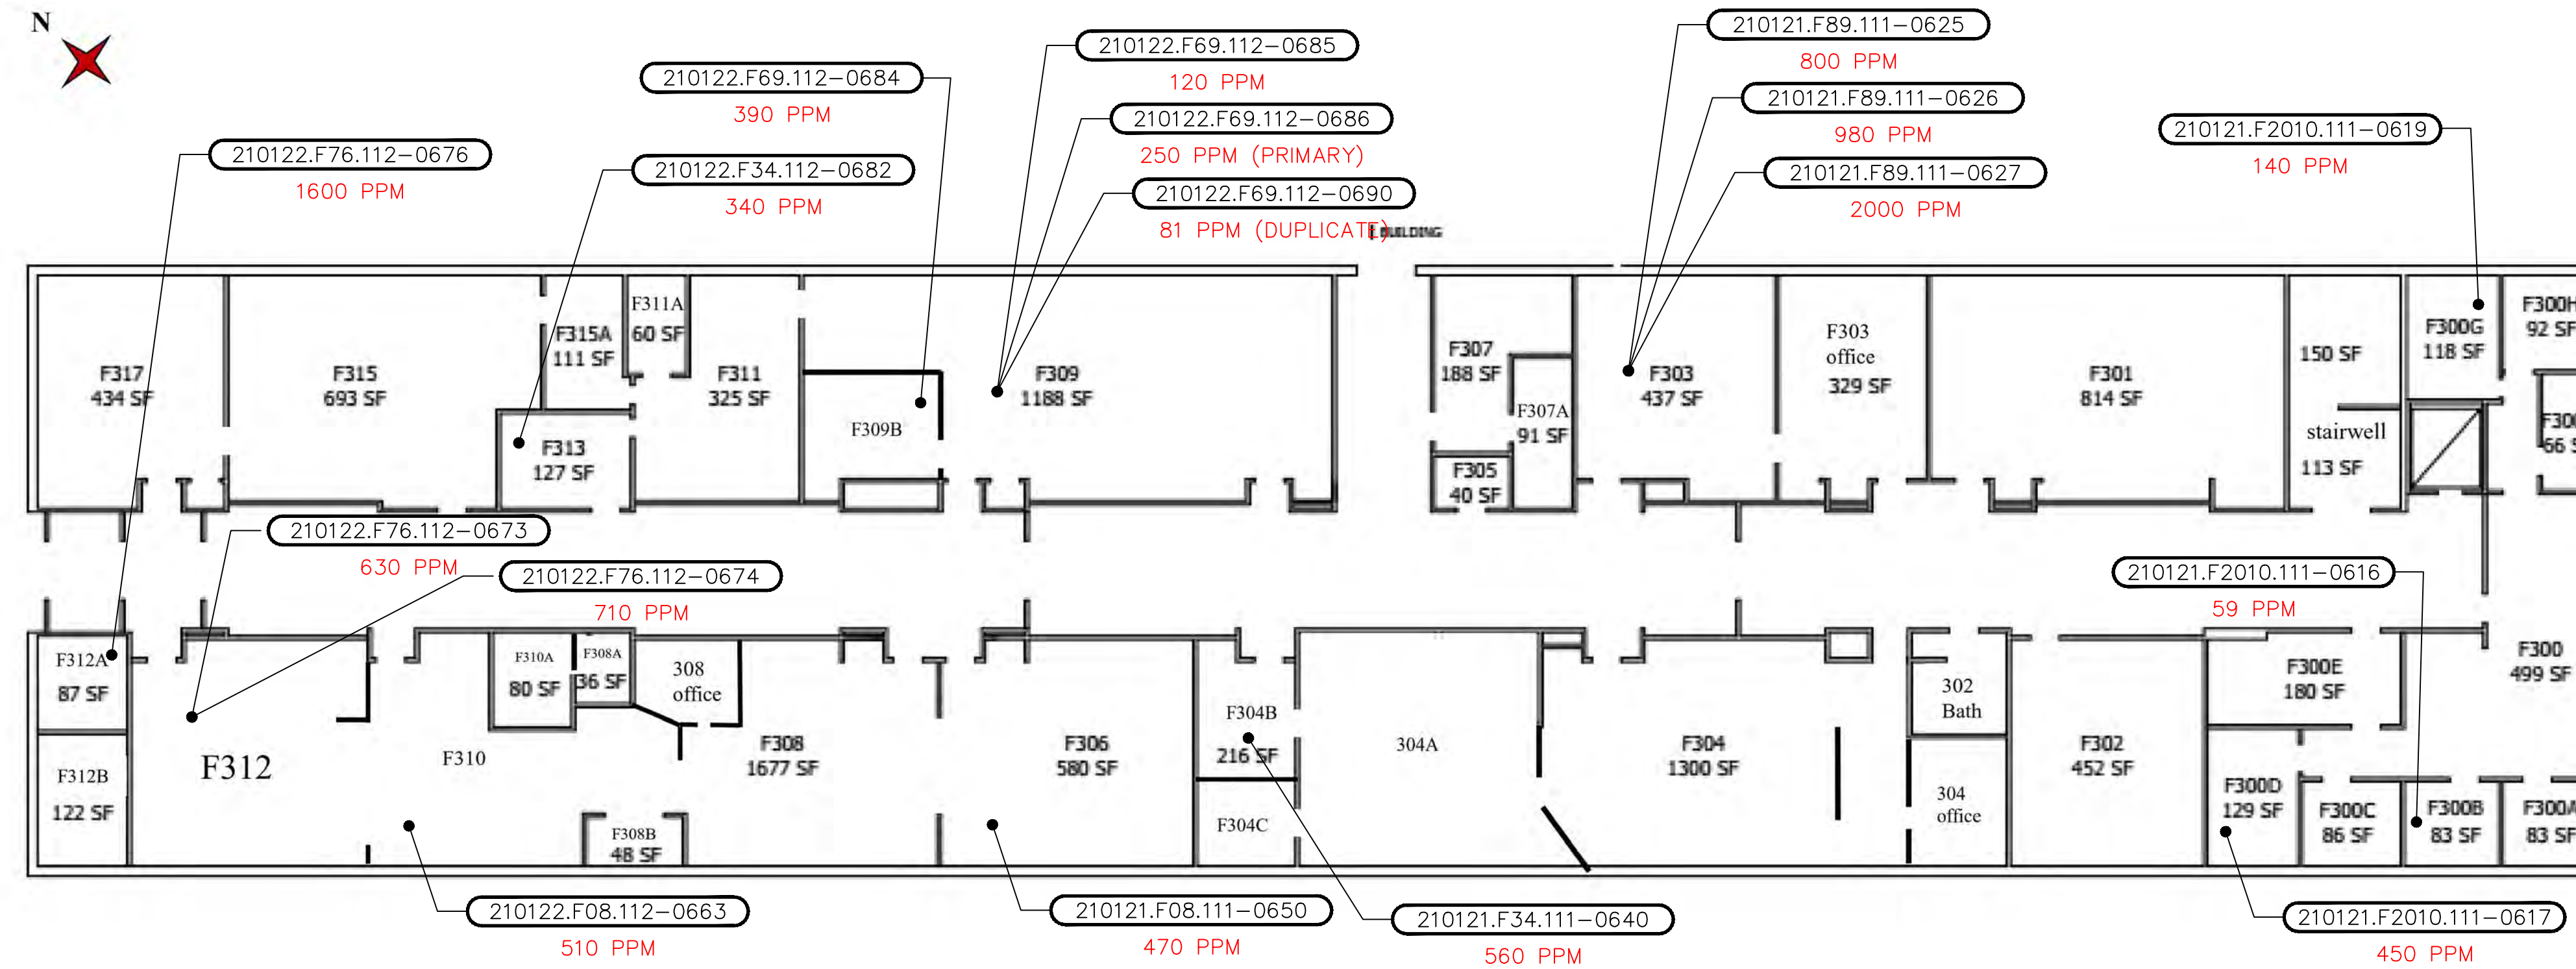 N
210121.F89.111-0625
800 PPM
210122.F69.112-0685
120 PPM
210122.F69.112-0684
390 PPM
210121.F89.111-0626
980 PPM
210122.F69.112-0686
250 PPM (PRIMARY)
210121.F2010.111-0619
140 PPM
210122.F76.112-0676
1600 PPM
210122.F34.112-0682
340 PPM
210121.F89.111-0627
2000 PPM
210122.F69.112-0690
81 PPM (DUPLICATE)
BUILDING
F317
434 SF
F315
693 SF
F315A
111 SF
F311A
60 SF
F311
325 SF
F313
127 SF
F309B
F309
1188 SF
F307
188 SF
F307A
91 SF
F305
40 SF
F303
437 SF
F303
office
329 SF
F301
814 SF
150 SF
stairwell
113 SF
F300G
118 SF
F300H
92 SF
66
210122.F76.112-0673
630 PPM
210122.F76.112-0674
710 PPM
210121.F2010.111-0616
59 PPM
F312A
87 SF
F312B
122 SF
F312
F310
F310A
80 SF
F308A
36 SF
308
office
F308
1677 SF
F308B
48 SF
F306
580 SF
F304B
216 SF
F304C
304A
F304
1300 SF
302
Bath
304
office
F302
452 SF
F300E
180 SF
F300
499 SF
F300D
129 SF
F300C
86 SF
F300B
83 SF
F300A
83 SF
210122.F08.112-0663
510 PPM
210121.F08.111-0650
470 PPM
210121.F34.111-0640
560 PPM
210121.F2010.111-0617
450 PPM